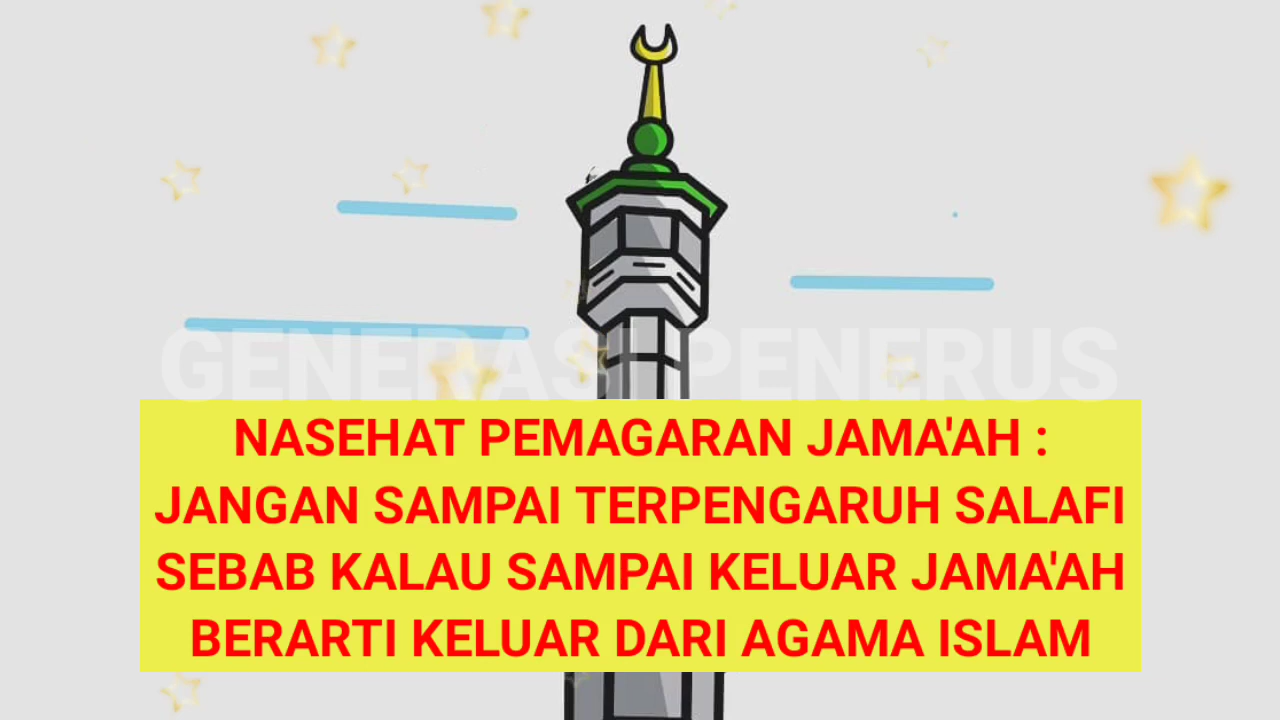 GENERASI PENERUS
NASEHAT PEMAGARAN JAMA'AH :
JANGAN SAMPAI TERPENGARUH SALAFI
SEBAB KALAU SAMPAI KELUAR JAMA'AH
BERARTI KELUAR DARI AGAMA ISLAM